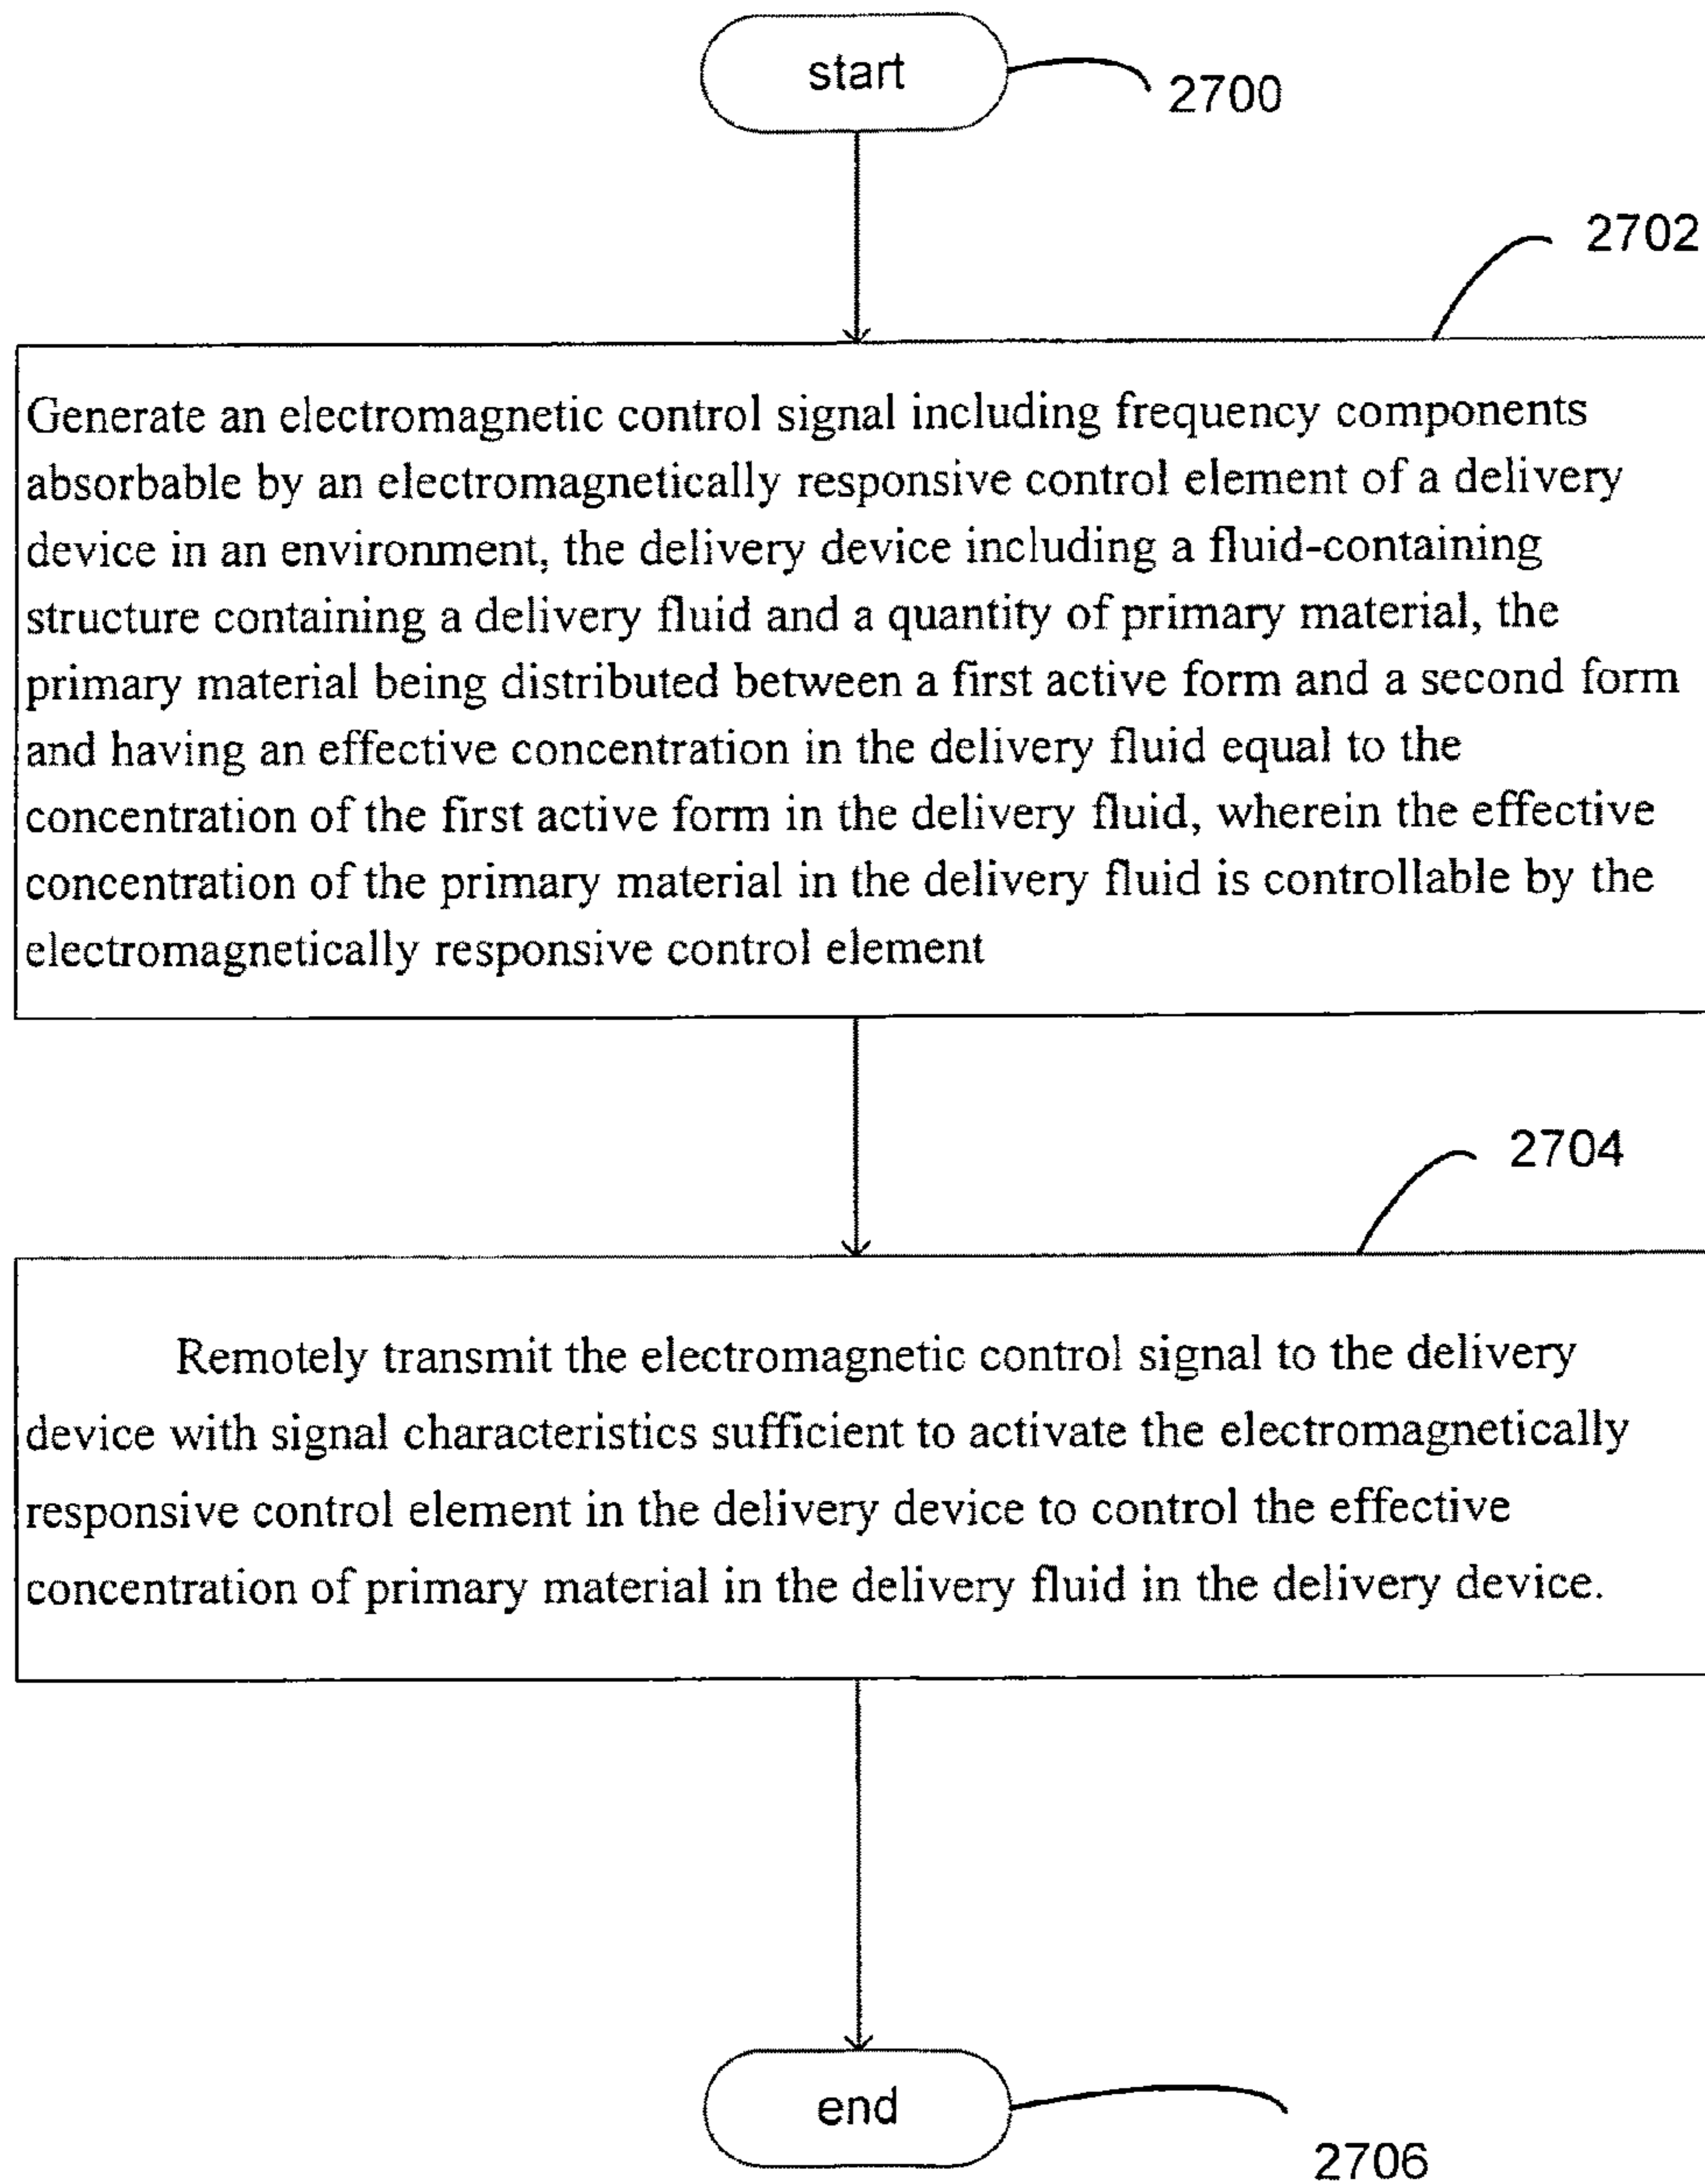 start
2700
2702
Generate an electromagnetic control signal including frequency components
absorbable by an electromagnetically responsive control element of a delivery
device in an environment, the delivery device including a fluid-containing
structure containing a delivery fluid and a quantity of primary material, the
primary material being distributed between a first active form and a second form
and having an effective concentration in the delivery fluid equal to the
concentration of the first active form in the delivery fluid, wherein the effective
concentration of the primary material in the delivery fluid is controllable by the
electromagnetically responsive control element
2704
Remotely transmit the electromagnetic control signal to the delivery
device with signal characteristics sufficient to activate the electromagnetically
responsive control element in the delivery device to control the effective
concentration of primary material in the delivery fluid in the delivery device.
end
2706